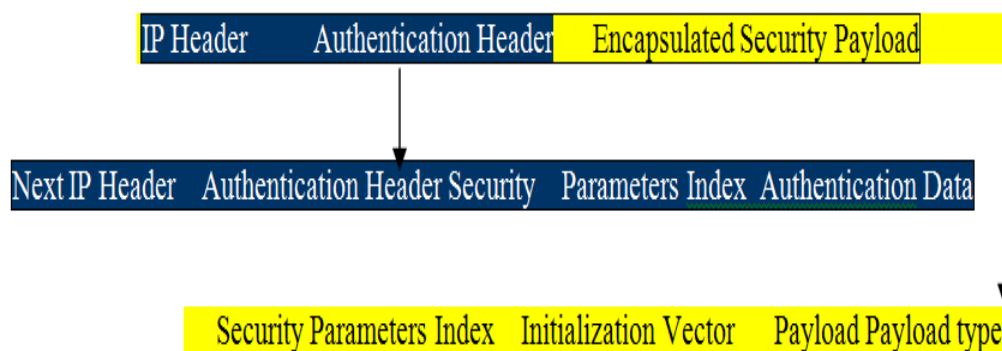 IP Header Authentication Header Encapsulated Security Payload
Next IP Header Authentication Header Security Parameters Index Authentication Data
Security Parameters Index Initialization Vector Payload Payload type